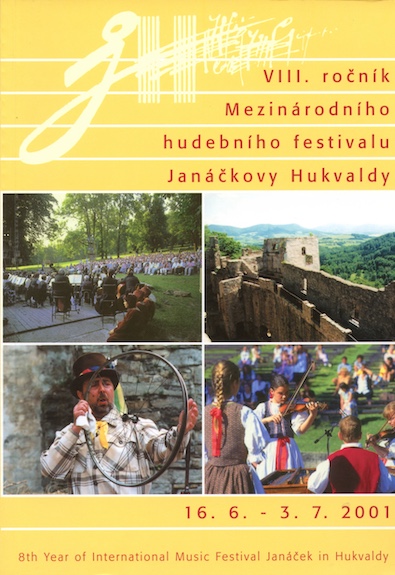 VIII. ročník
Mezinárodního
hudebního festivalu
Janáčkovy Hukvaldy
16. 6. - 3. 7. 2001
8th Year of International Music Festival Janáček in Hukvaldy